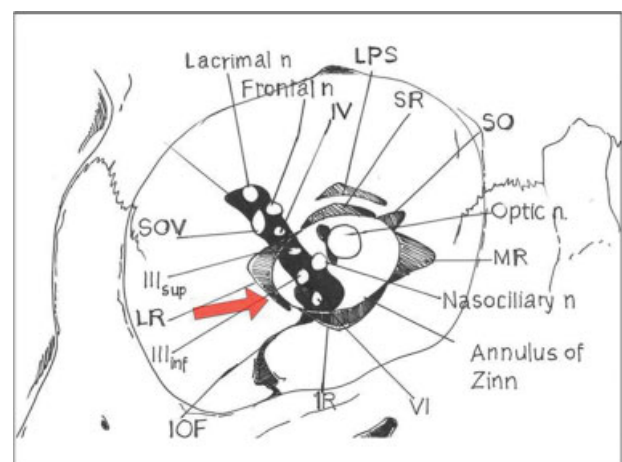 Lacrimal n
Frontal n
IV
LPS
SR
SO
Optic n.
SOV
III sup
MR
LR
Nasociliary n
III inf
Annulus of
Zinn
IOF
IR
VI